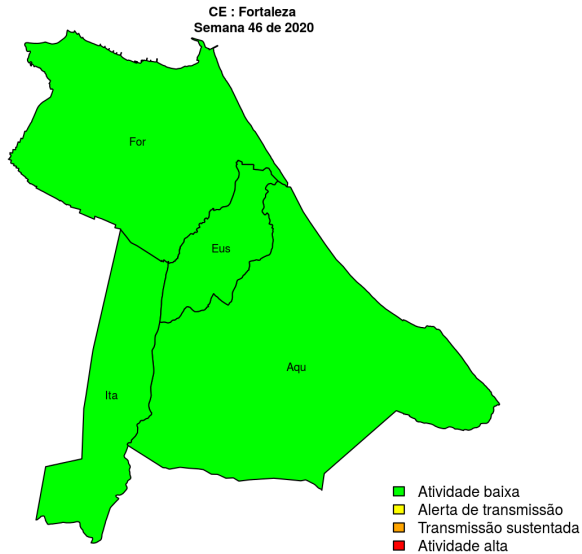 CE : Fortaleza
Semana 46 de 2020
For
Eus
Aqu
Ita
Atividade baixa
Alerta de transmissão
Transmissão sustentada
Atividade alta